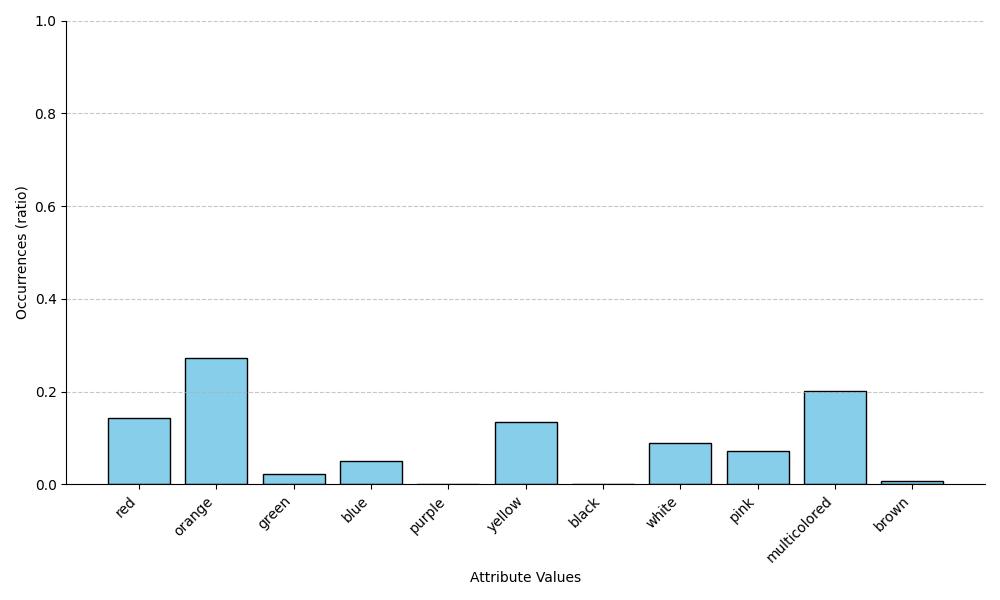 1.0
0.8
0.6
0.4
0.2
0.0
Occurrences (ratio)
red
orange
green
blue
purple
yellow
black
white
pink
multicolored
brown
Attribute Values